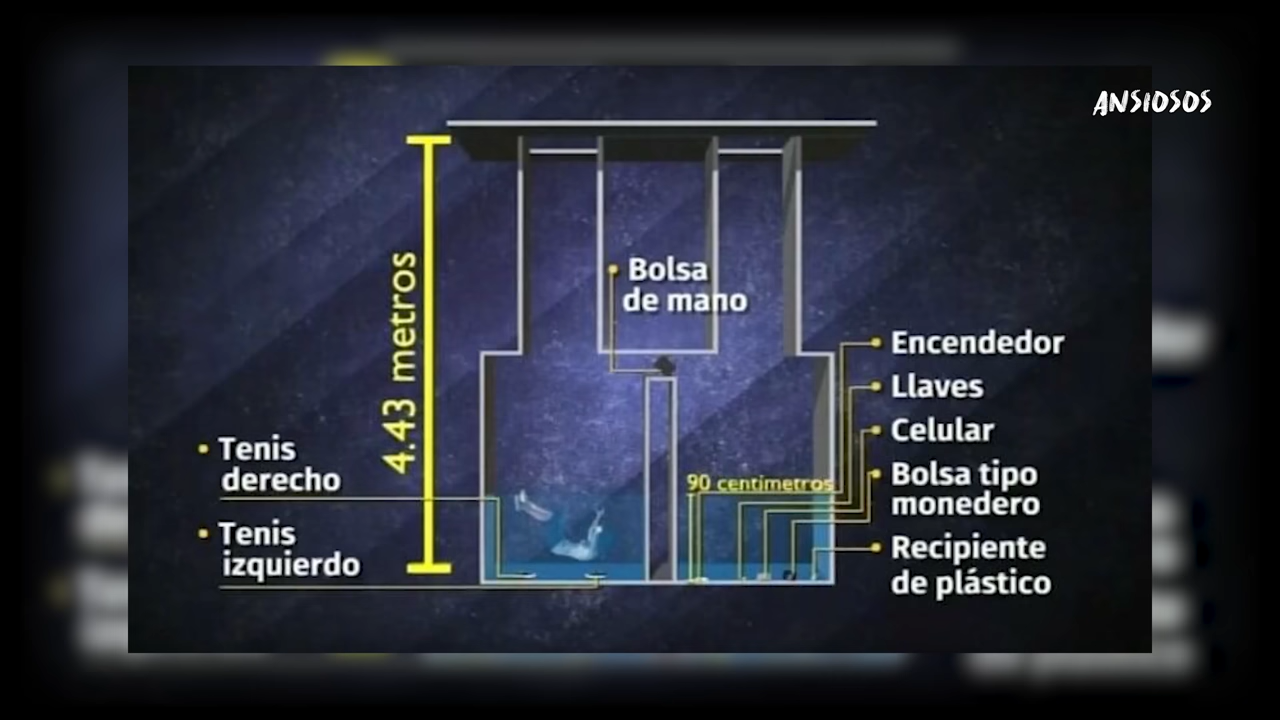 ANSIOSOS
4.43 metros
Bolsa
de mano
Encendedor
Llaves
Celular
Bolsa tipo
monedero
Recipiente
de plástico
90 centímetros
Tenis
derecho
Tenis
izquierdo